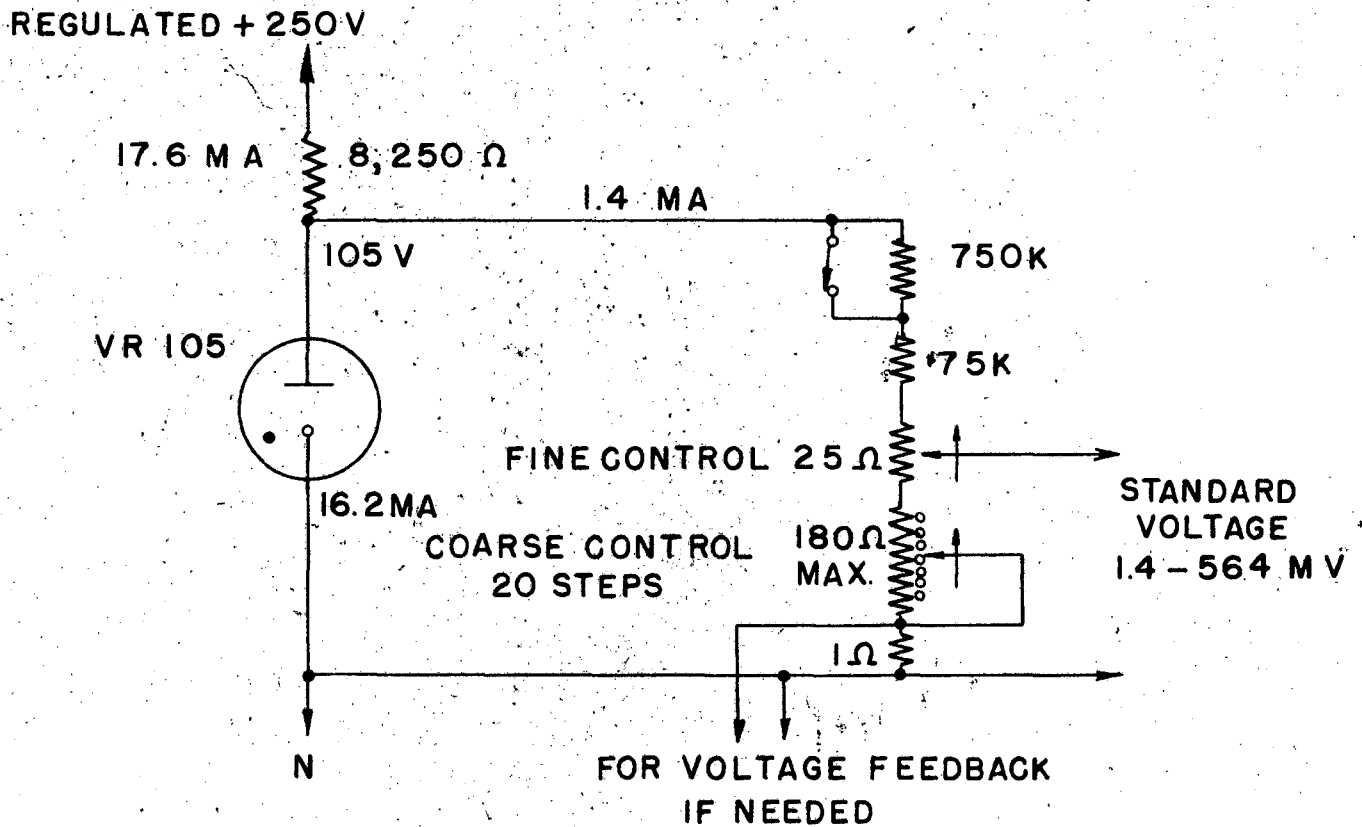 REGULATED + 250V
17.6 MA
8,250 Ω
1.4 MA
105 V
750K
VR 105
75K
FINE CONTROL 25Ω
16.2MA
STANDARD
VOLTAGE
1.4 – 564 MV
COARSE CONTROL
20 STEPS
180Ω
MAX.
1Ω
N
FOR VOLTAGE FEEDBACK
IF NEEDED